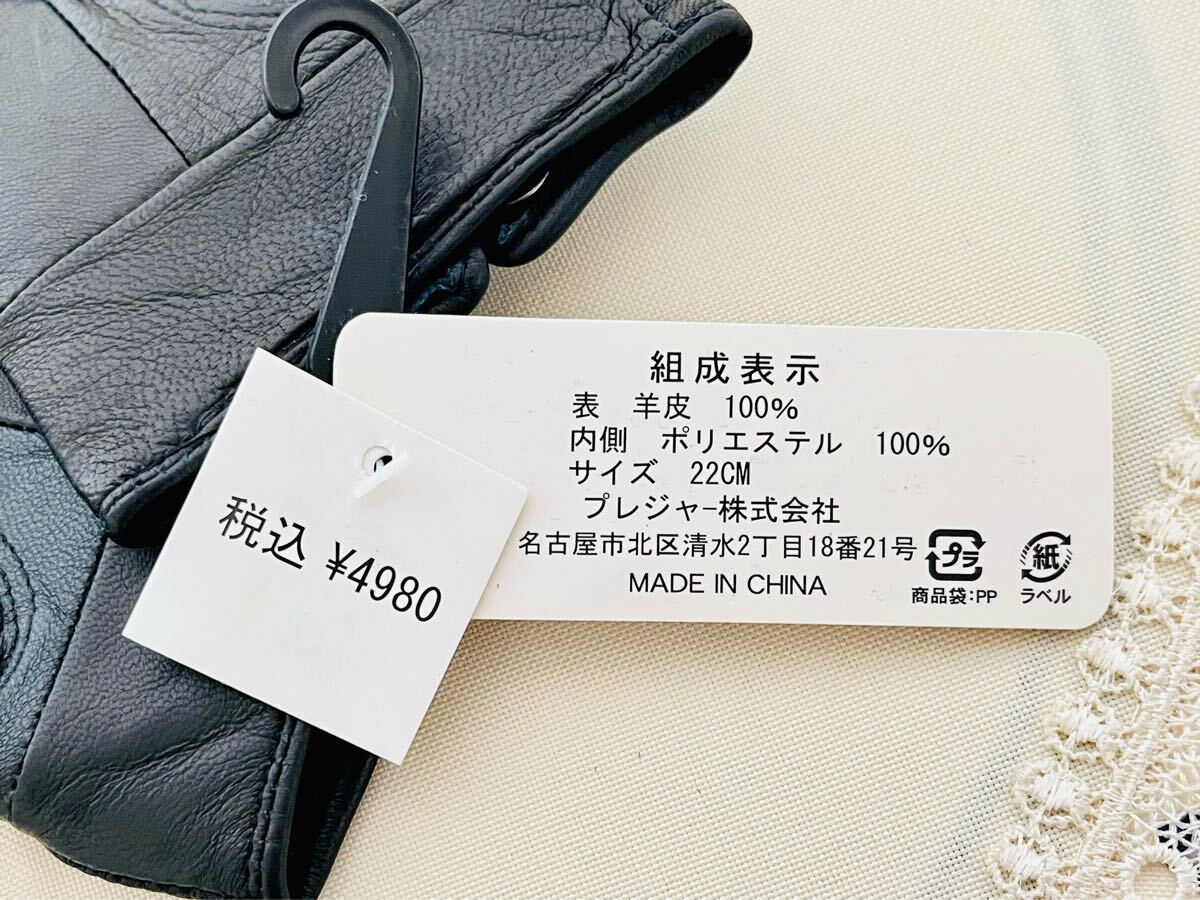 組成表示
表 羊皮 100%
内側 ポリエステル 100%
サイズ 22CM
プレジャー株式会社
名古屋市北区清水2丁目18番21号
MADE IN CHINA
プラ
商品袋:PP
紙
ラベル
税込 ¥4980